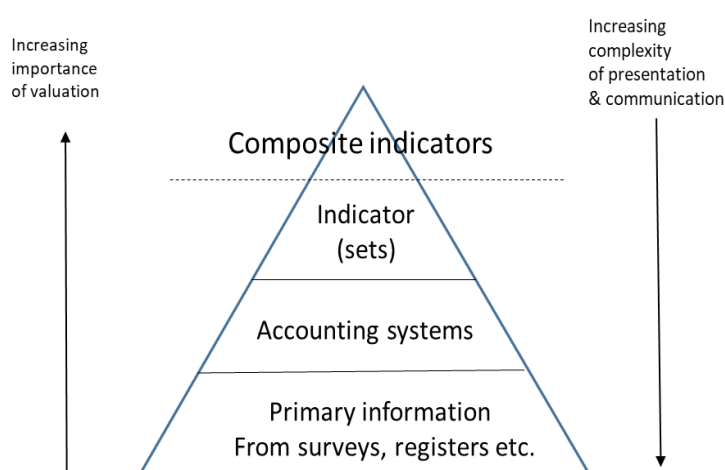 Increasing
importance
of valuation
Increasing
complexity
of presentation
& communication
Composite indicators
Indicator
(sets)
Accounting systems
Primary information
From surveys, registers etc.